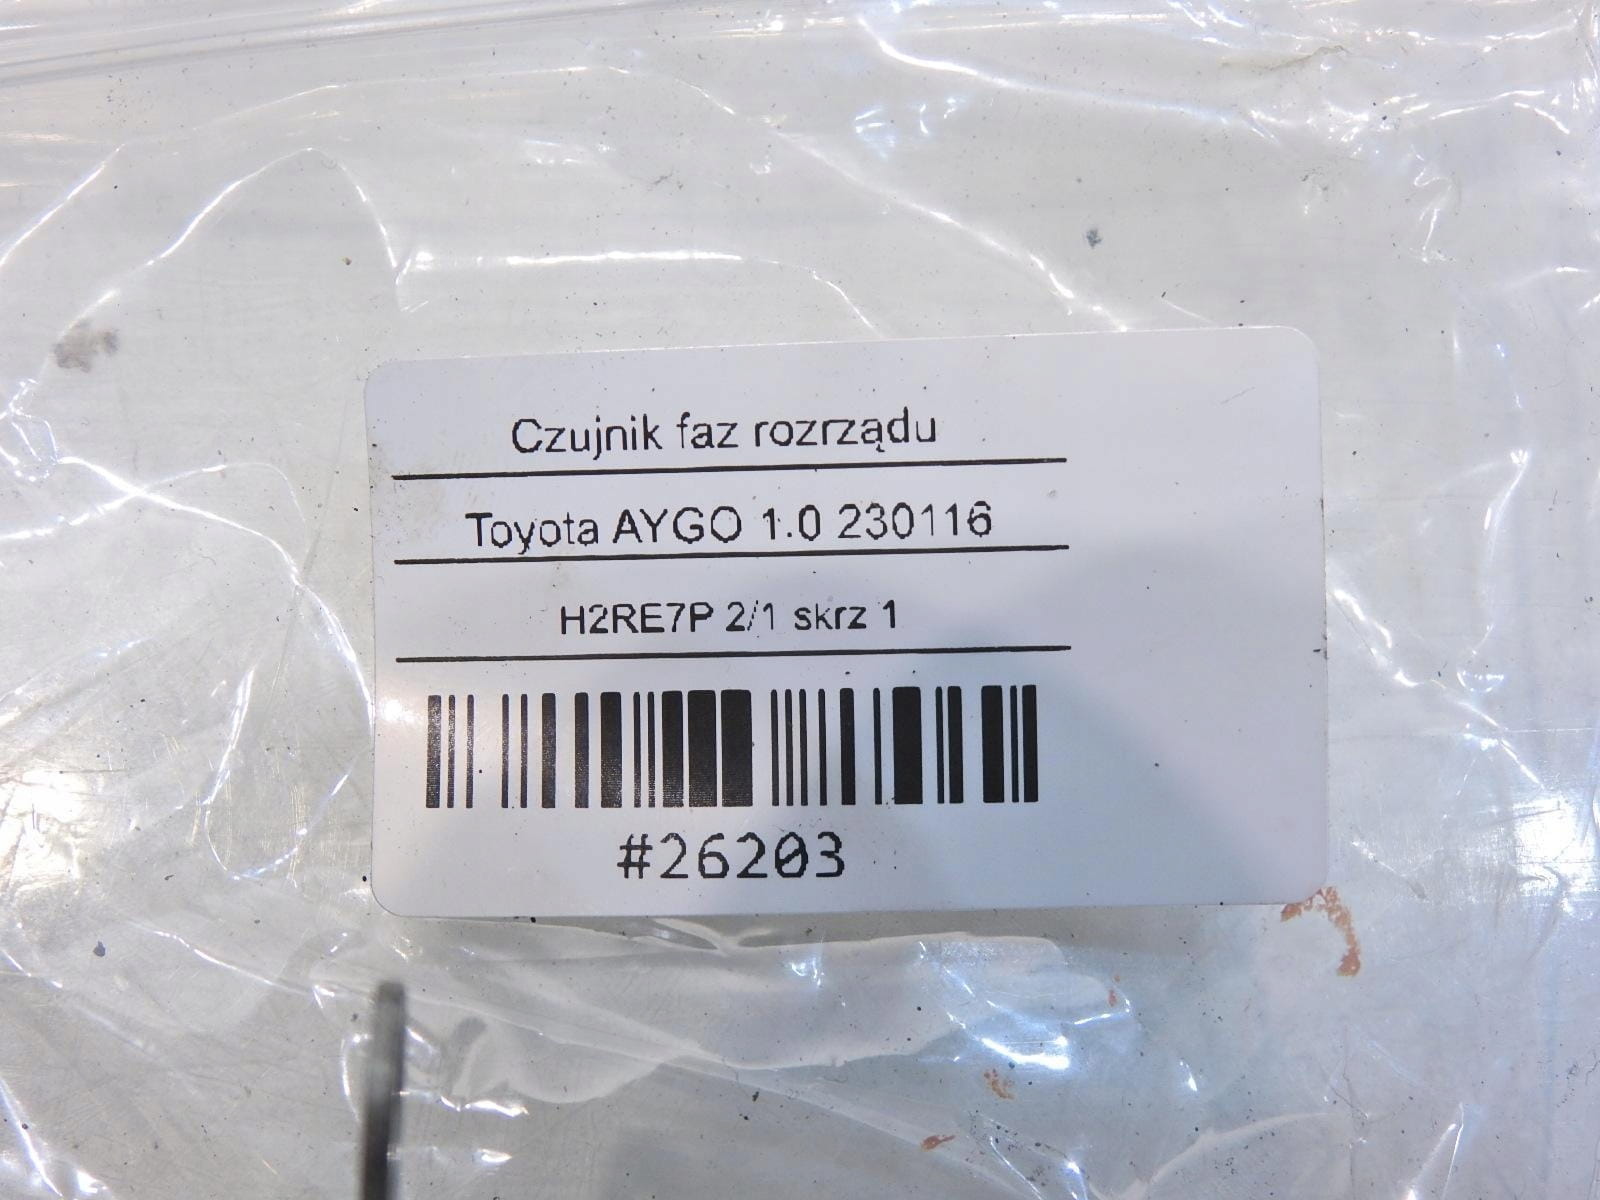 Czujnik faz rozrządu
Toyota AYGO 1.0 230116
H2RE7P 2/1 skrz 1
#26203